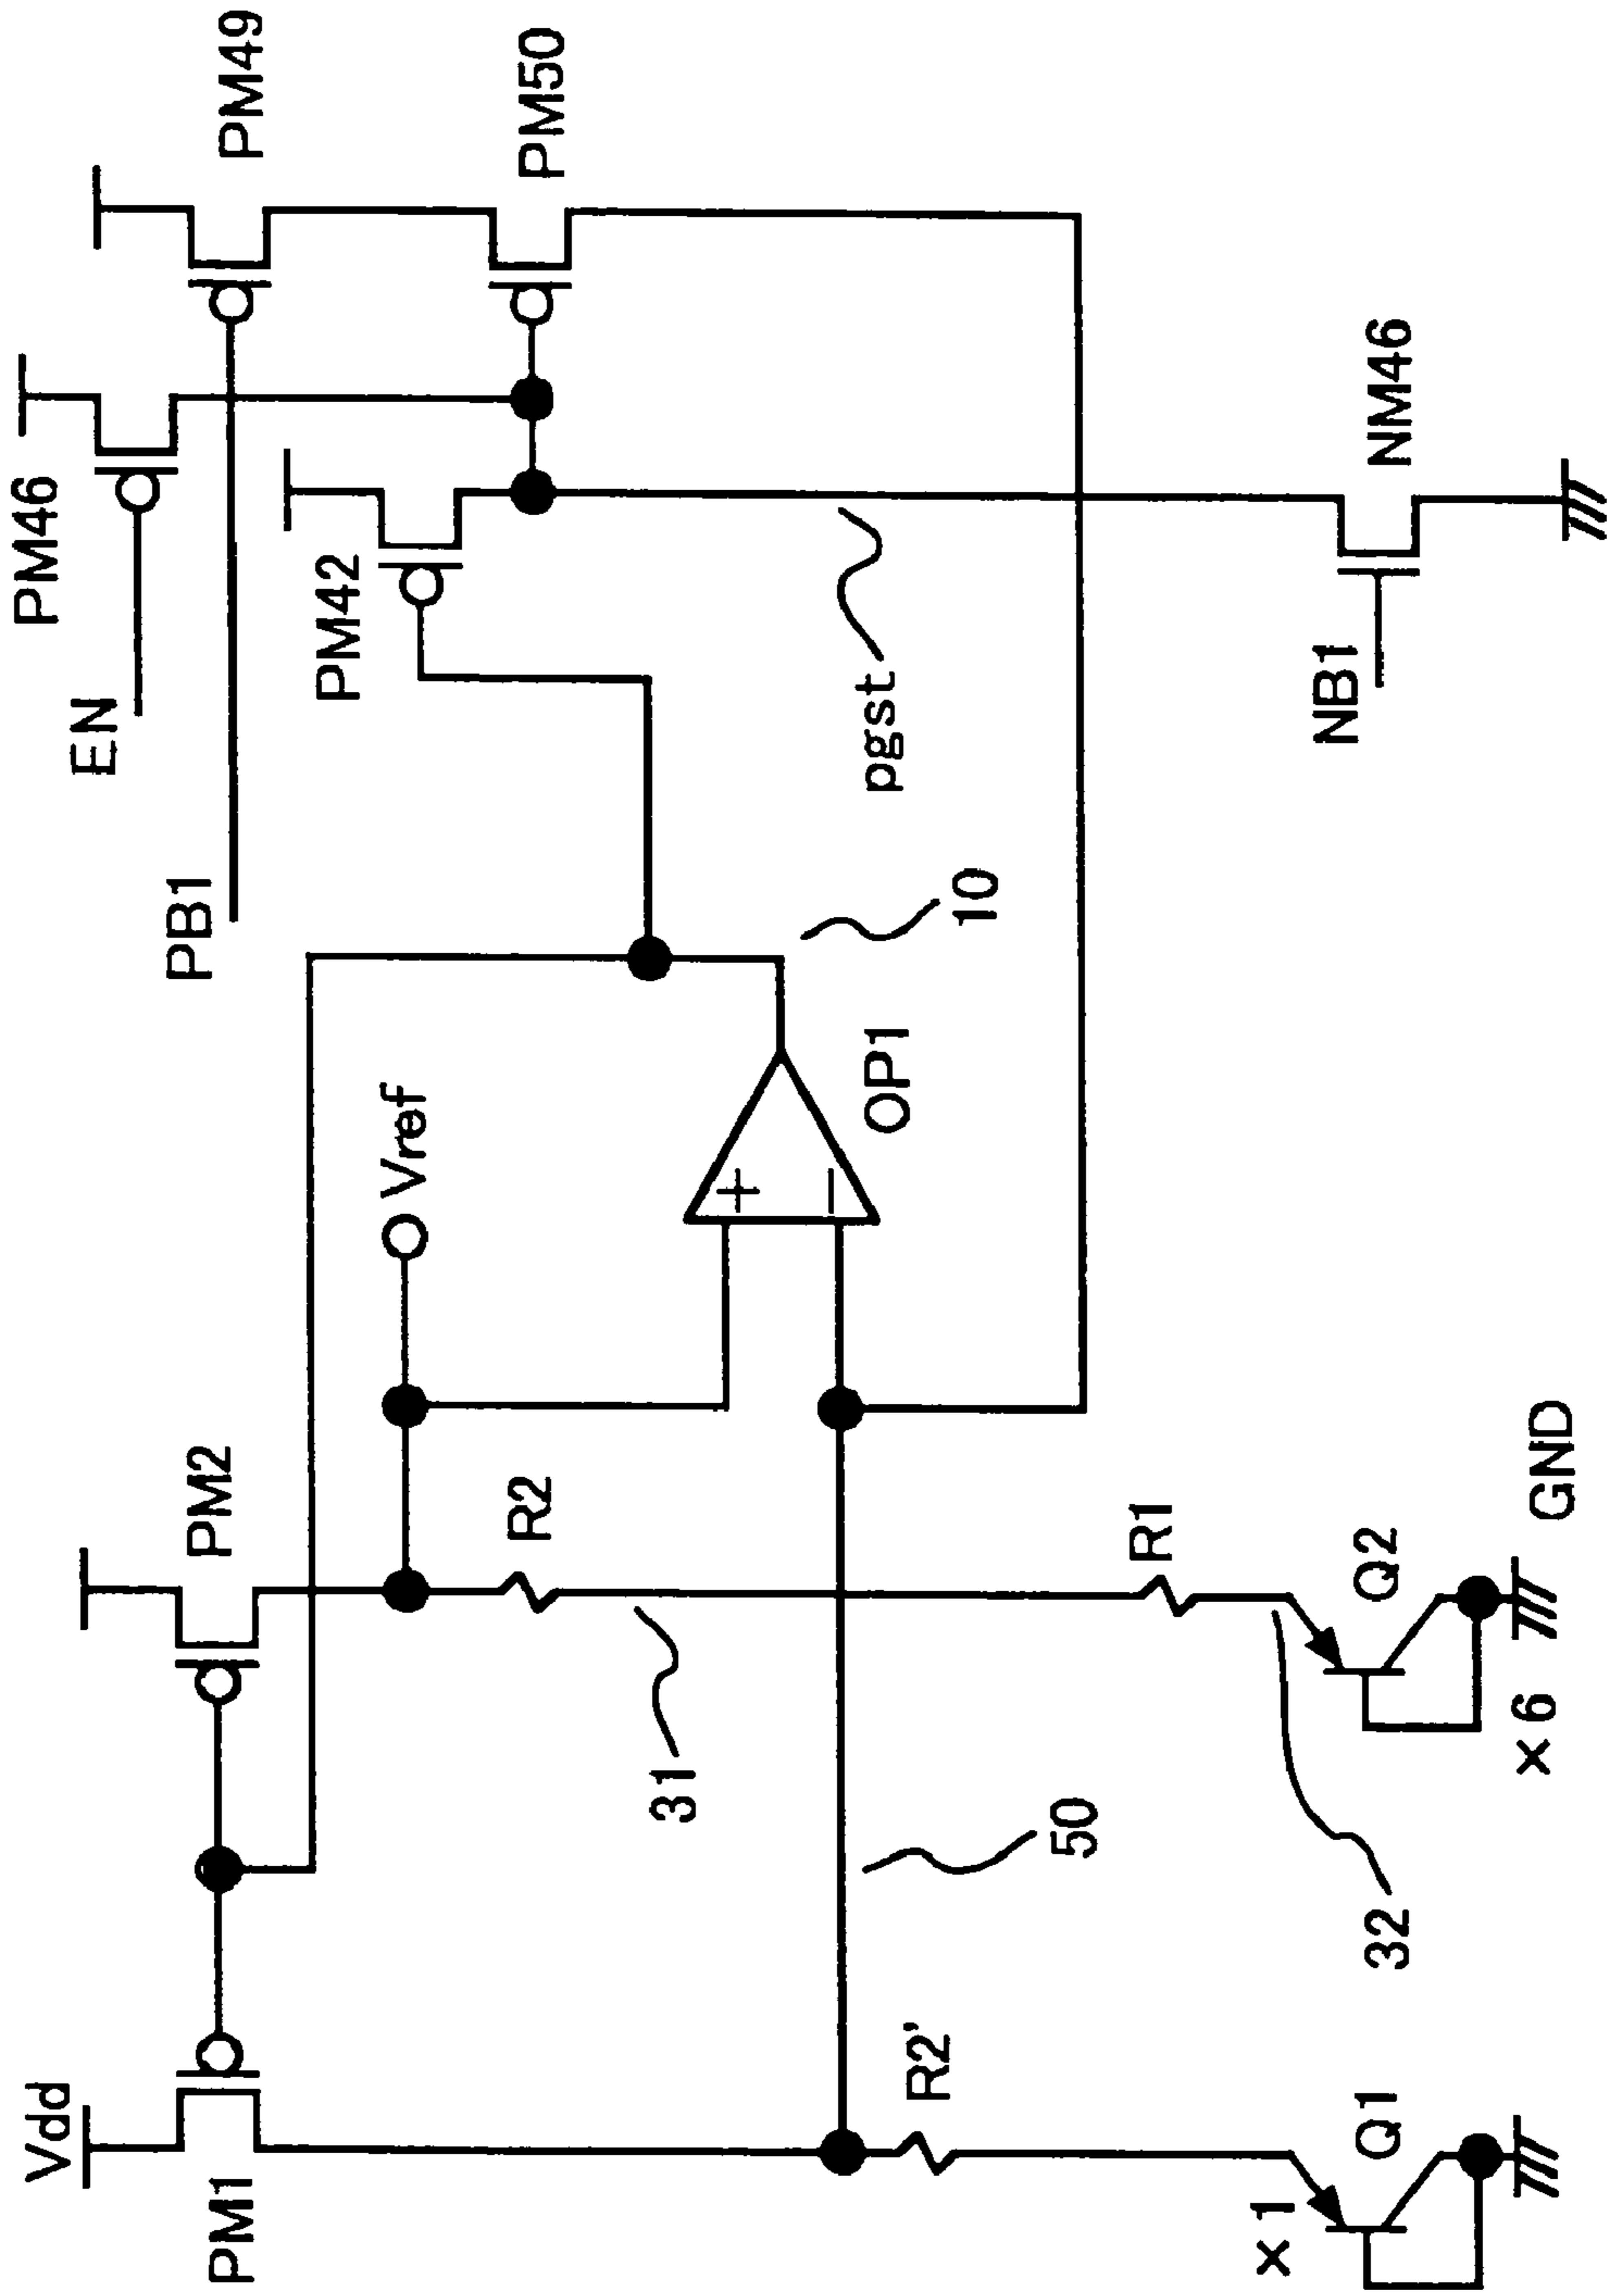 Vdd
PM1
PM2
Vref
PB1
EN
PM46
PM49
PM42
PM50
R2
31
50
R2'
OP1
+
−
10
pgst
R1
32
NB1
NM46
×1
Q1
×6
Q2
GND